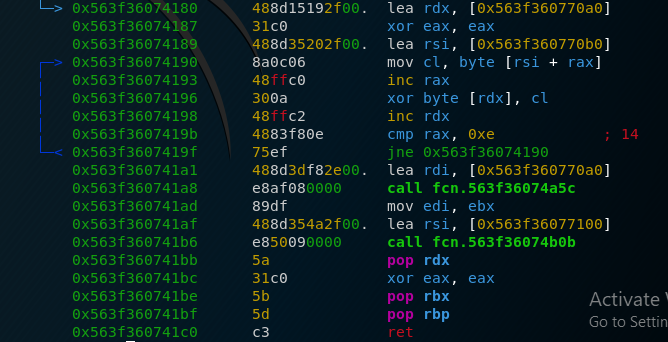 0x563f36074180 488d15192f00. lea rdx, [0x563f360770a0]
0x563f36074187 31c0 xor eax, eax
0x563f36074189 488d35202f00. lea rsi, [0x563f360770b0]
0x563f36074190 8a0c06 mov cl, byte [rsi + rax]
0x563f36074193 48ffc0 inc rax
0x563f36074196 300a xor byte [rdx], cl
0x563f36074198 48ffc2 inc rdx
0x563f3607419b 4883f80e cmp rax, 0xe ; 14
0x563f3607419f 75ef jne 0x563f36074190
0x563f360741a1 488d3df82e00. lea rdi, [0x563f360770a0]
0x563f360741a8 e8af080000 call fcn.563f36074a5c
0x563f360741ad 89df mov edi, ebx
0x563f360741af 488d354a2f00. lea rsi, [0x563f36077100]
0x563f360741b6 e850090000 call fcn.563f36074b0b
0x563f360741bb 5a pop rdx
0x563f360741bc 31c0 xor eax, eax
0x563f360741be 5b pop rbx
0x563f360741bf 5d pop rbp
0x563f360741c0 c3 ret
Activate
Go to Settin